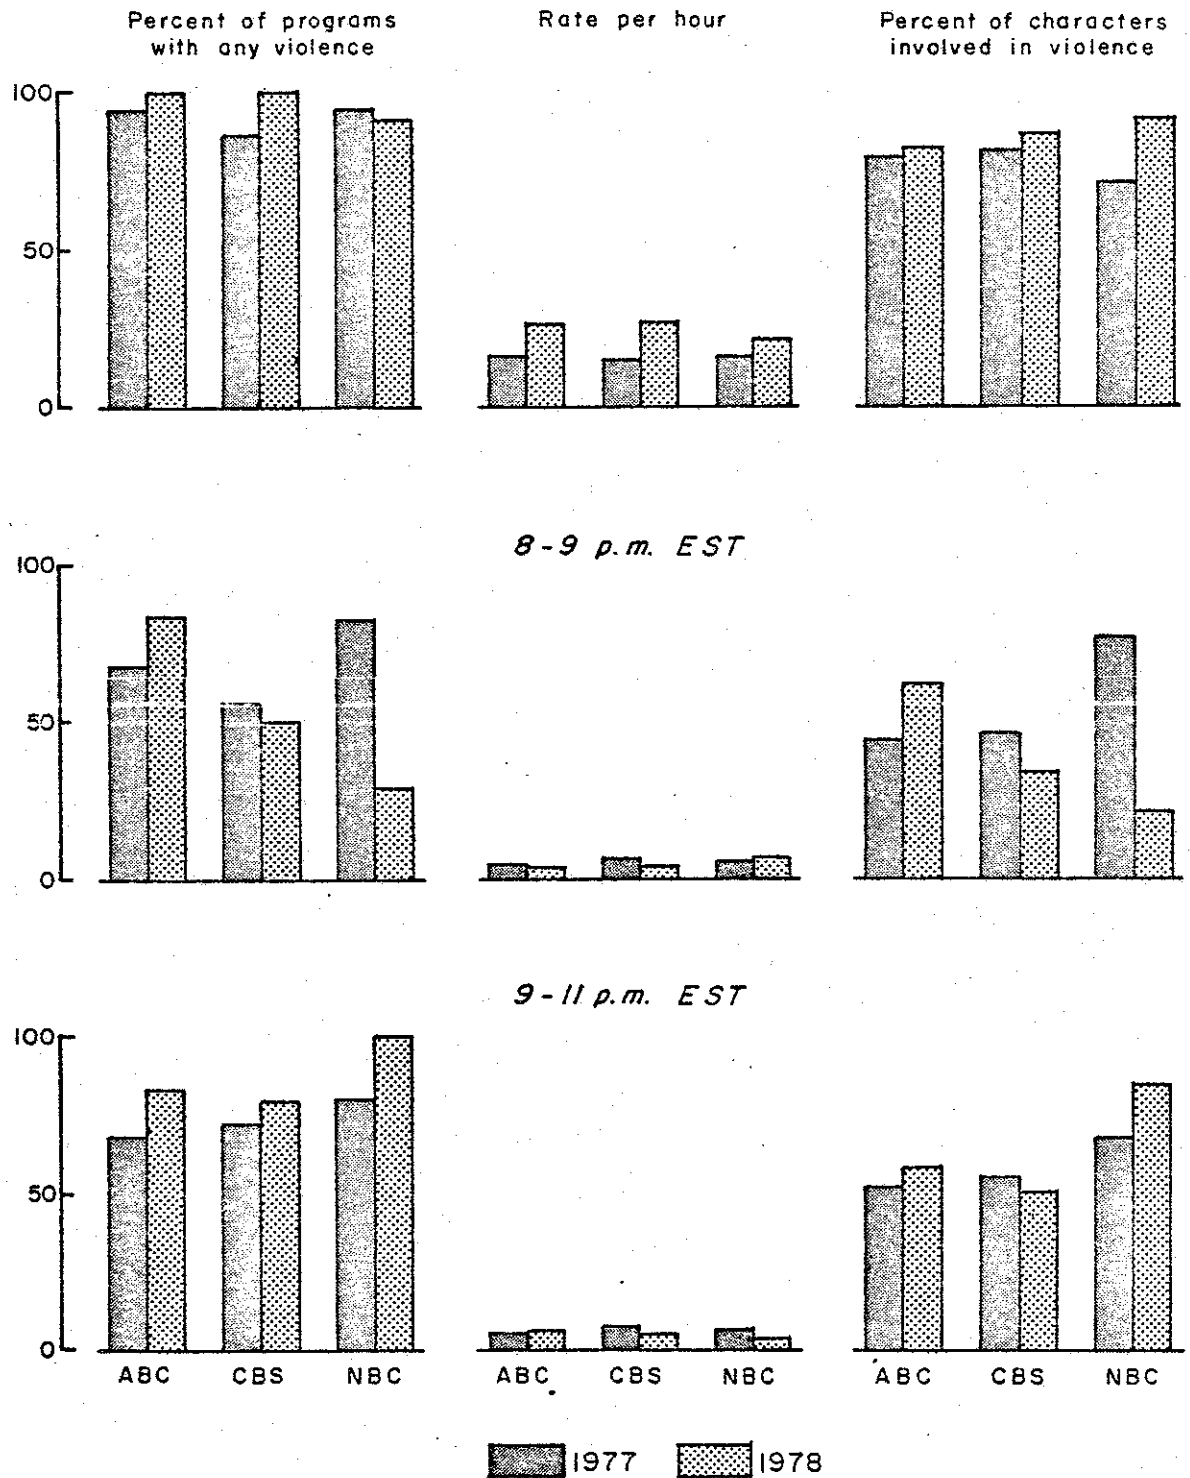 Percent of programs
with any violence
Rate per hour
Percent of characters
involved in violence
100
50
0
8-9 p.m. EST
100
50
0
9-11 p.m. EST
100
50
0
ABC CBS NBC
ABC CBS NBC
ABC CBS NBC
1977 1978